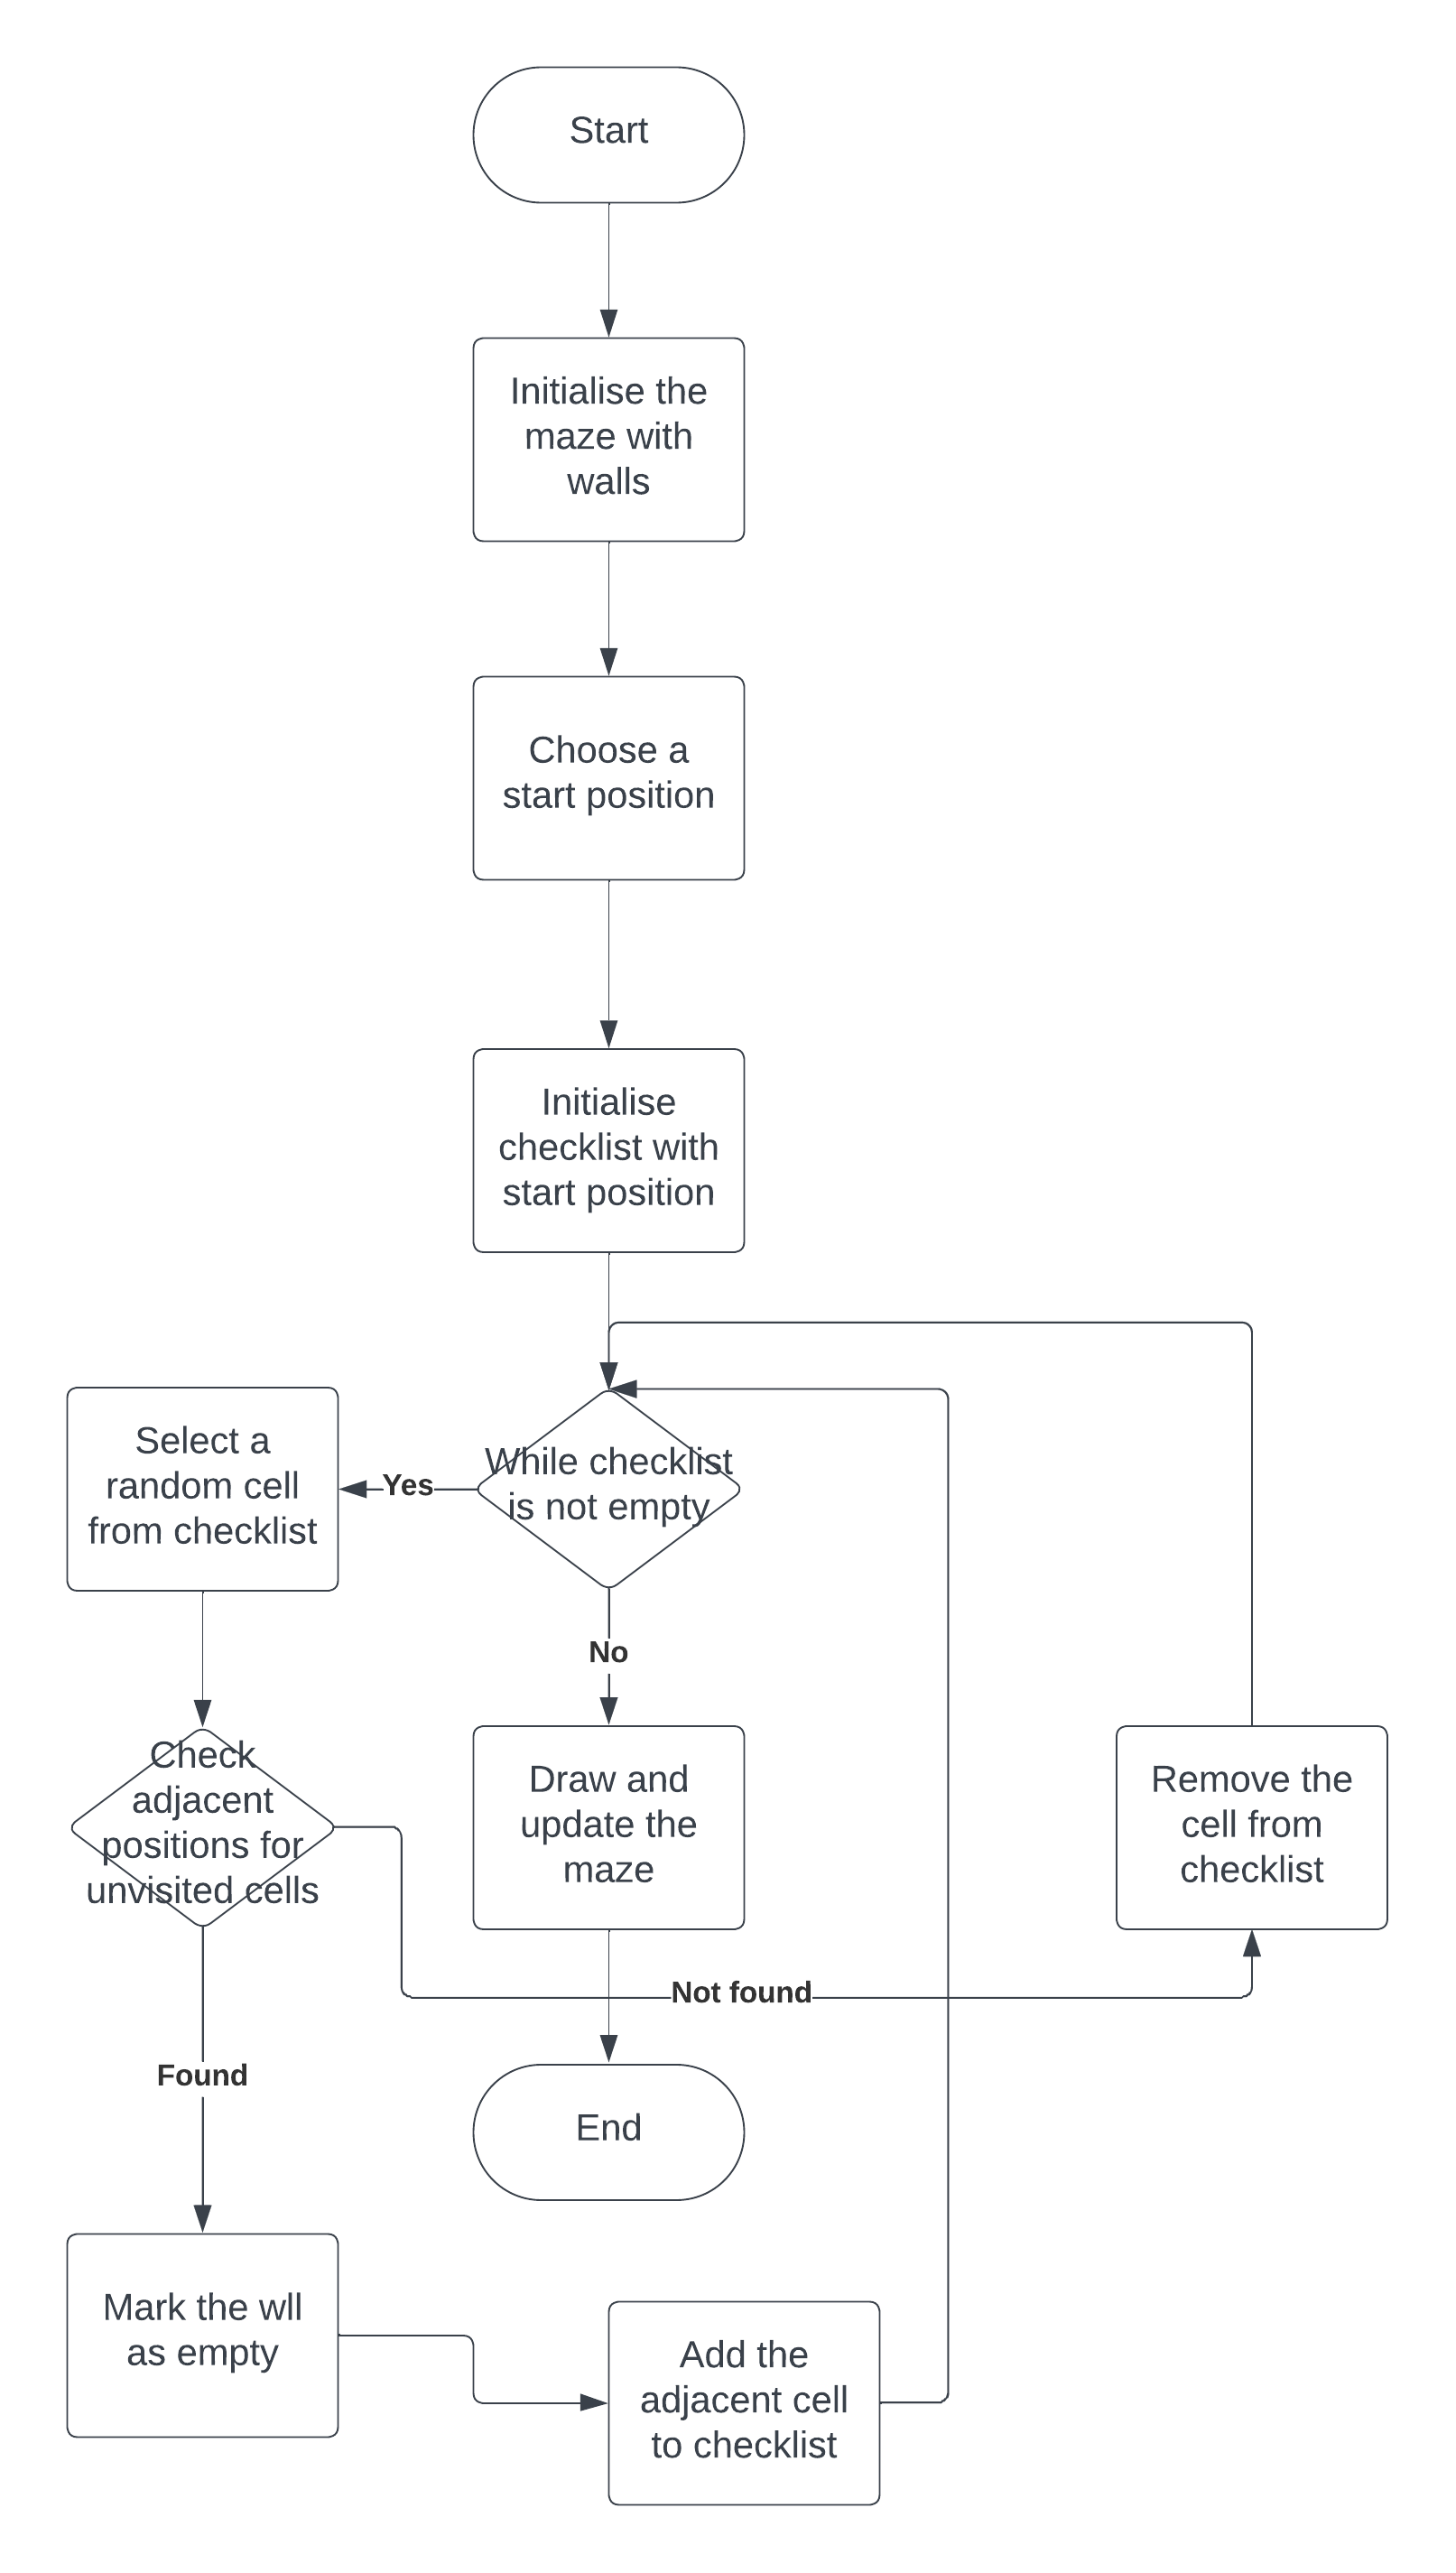 Start
Initialise the
maze with
walls
Choose a
start position
Initialise
checklist with
start position
While checklist
is not empty
Yes
Select a
random cell
from checklist
No
Check
adjacent
positions for
unvisited cells
Draw and
update the
maze
Remove the
cell from
checklist
Not found
Found
End
Mark the wll
as empty
Add the
adjacent cell
to checklist